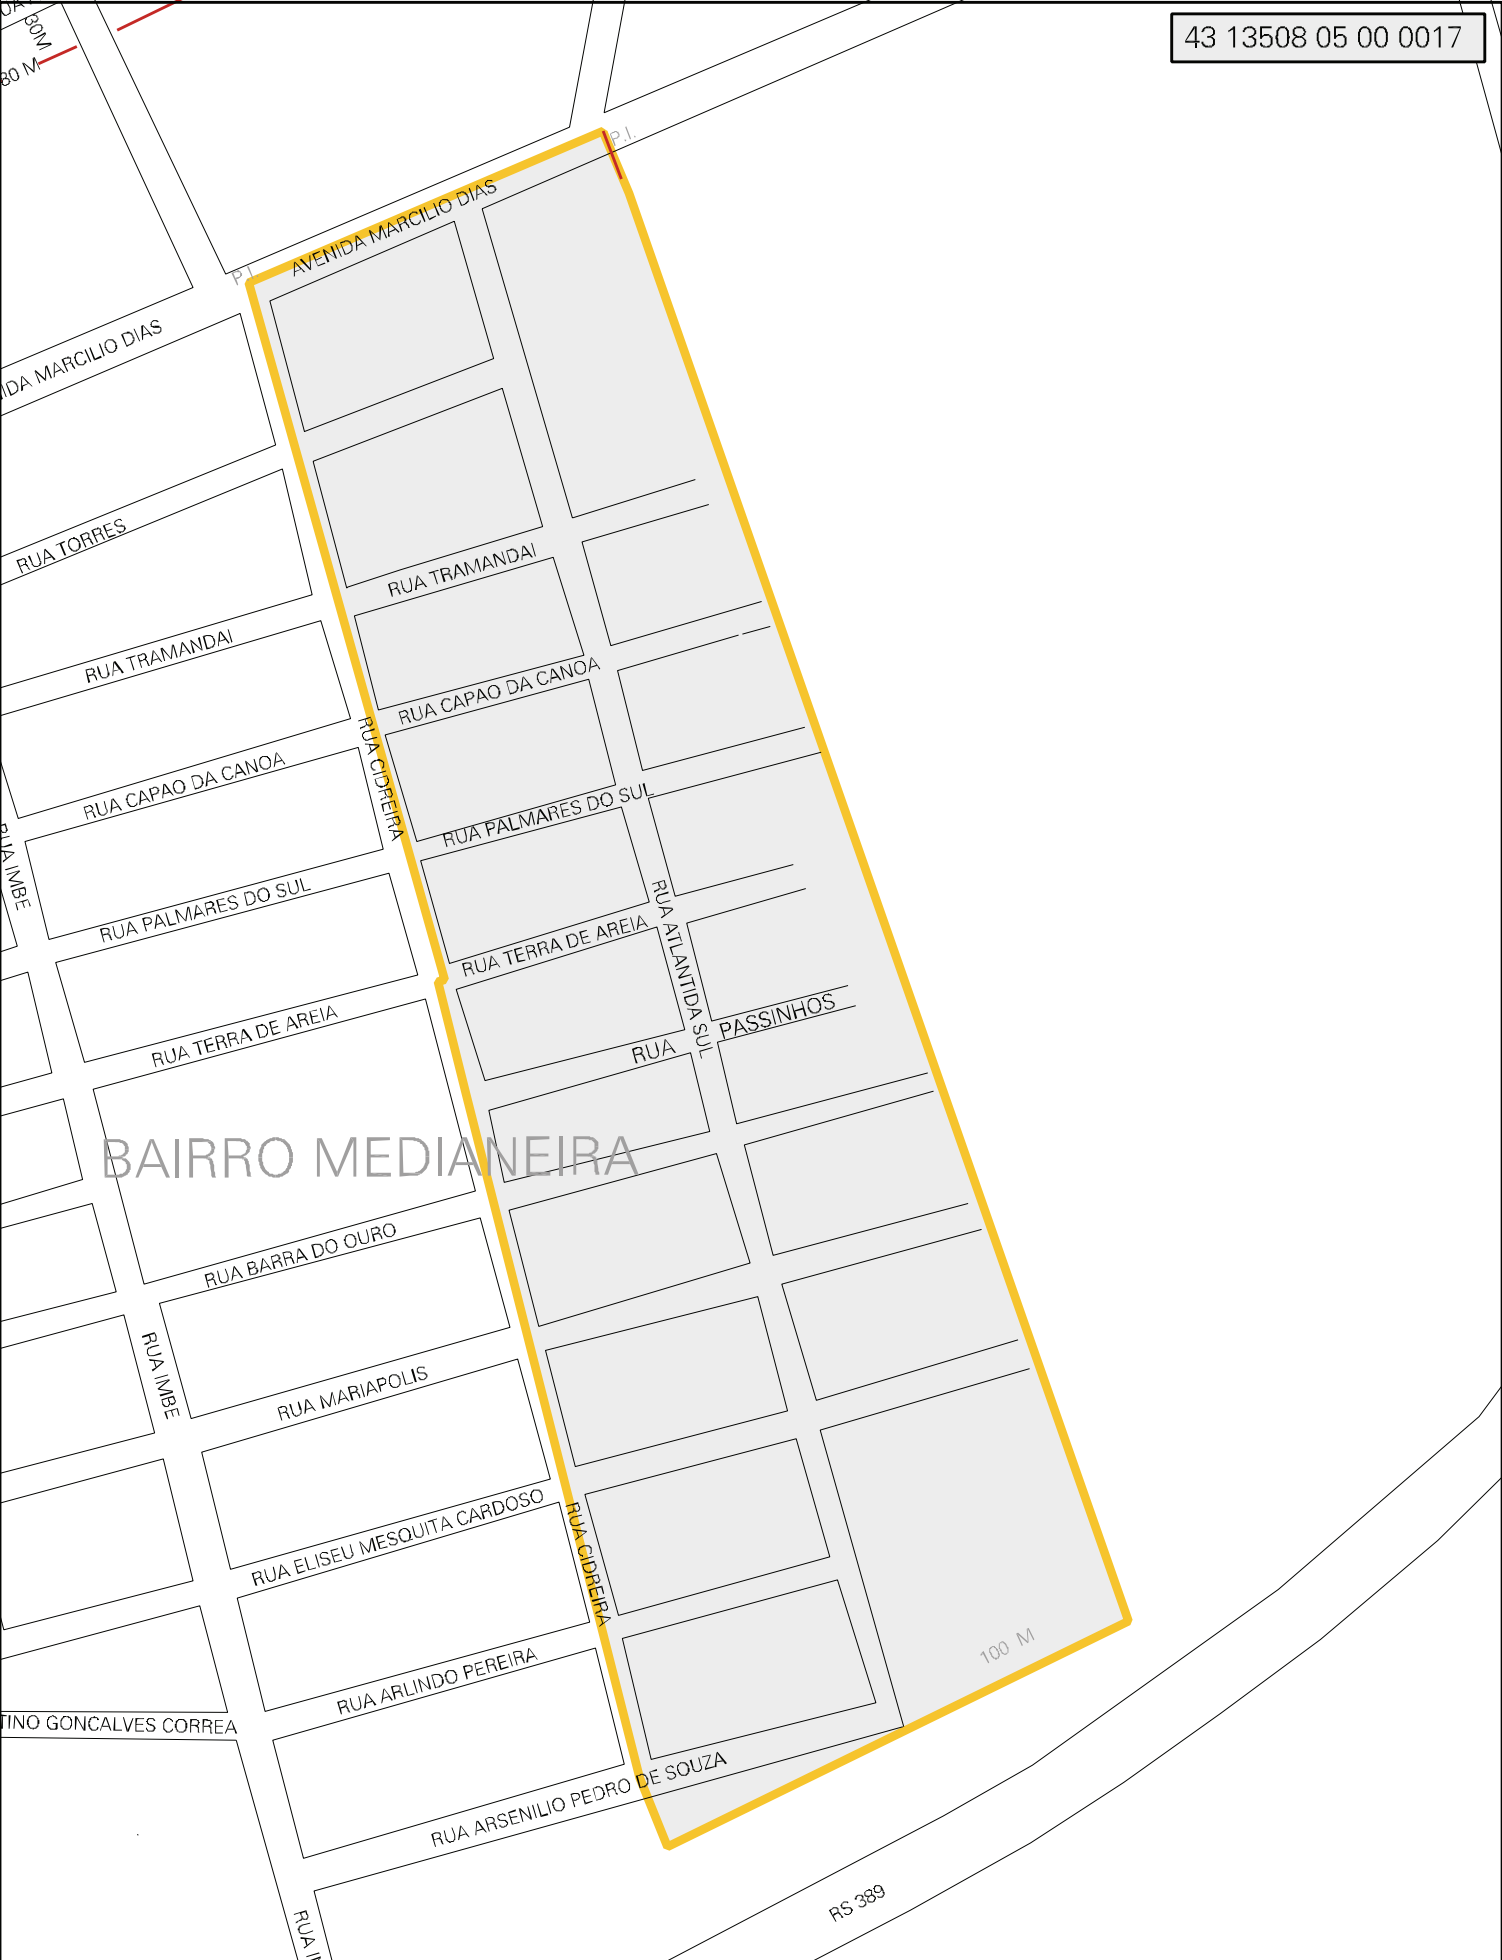 43 13508 05 00 0017
30M
80 M
P.I.
AVENIDA MARCILIO DIAS
P.I.
IDA MARCILIO DIAS
RUA TORRES
RUA TRAMANDAI
RUA TRAMANDAI
RUA CAPAO DA CANOA
RUA CIDREIRA
RUA CAPAO DA CANOA
RUA PALMARES DO SUL
RUA IMBE
RUA PALMARES DO SUL
RUA ATLANTIDA SUL
RUA TERRA DE AREIA
RUA TERRA DE AREIA
RUA PASSINHOS
BAIRRO MEDIANEIRA
RUA BARRA DO OURO
RUA IMBE
RUA MARIAPOLIS
RUA ELISEU MESQUITA CARDOSO
RUA CIDREIRA
100 M
RUA ARLINDO PEREIRA
TINO GONCALVES CORREA
RUA ARSENILIO PEDRO DE SOUZA
RS 389
RUA